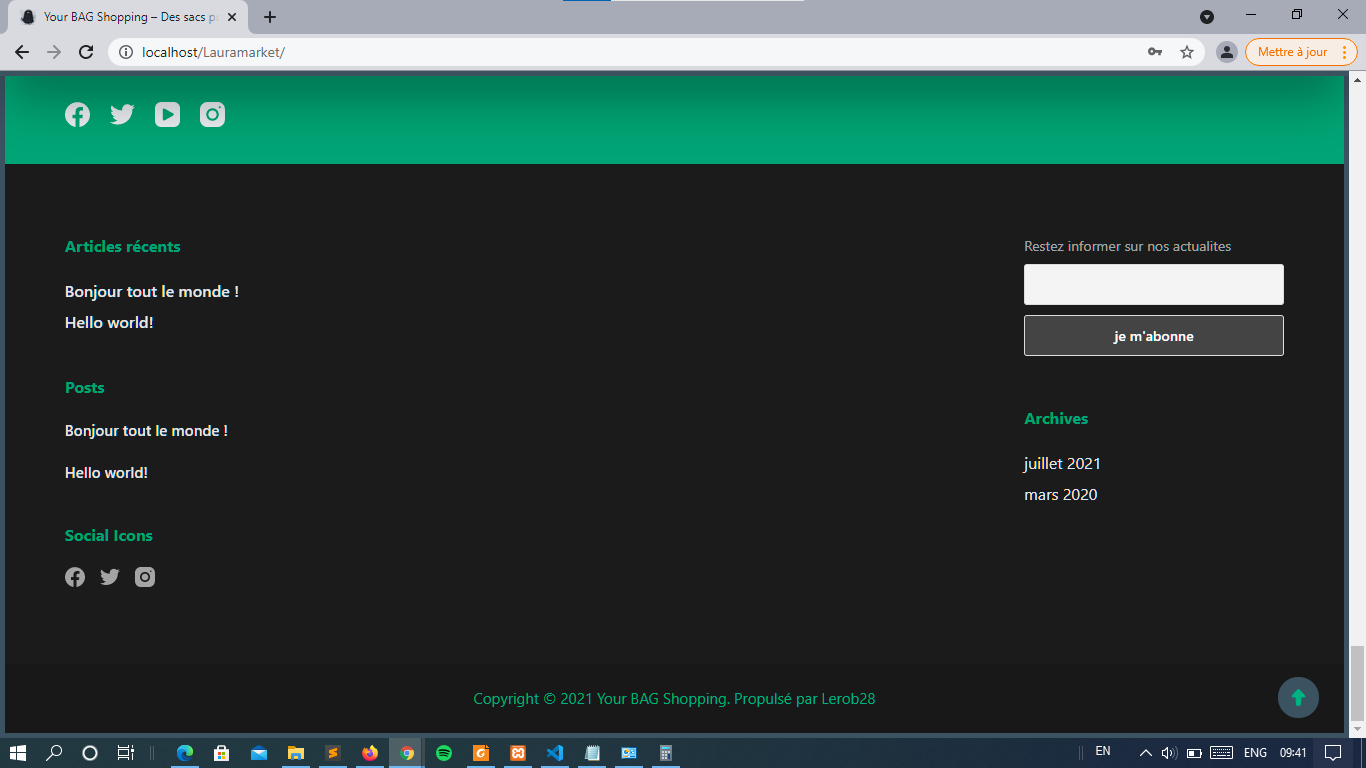 Your BAG Shopping – Des sacs p
localhost/Lauramarket/
Mettre à jour
Articles récents
Bonjour tout le monde !
Hello world!
Posts
Bonjour tout le monde !
Hello world!
Social Icons
Restez informer sur nos actualites
je m'abonne
Archives
juillet 2021
mars 2020
Copyright © 2021 Your BAG Shopping. Propulsé par Lerob28
EN
ENG
09:41